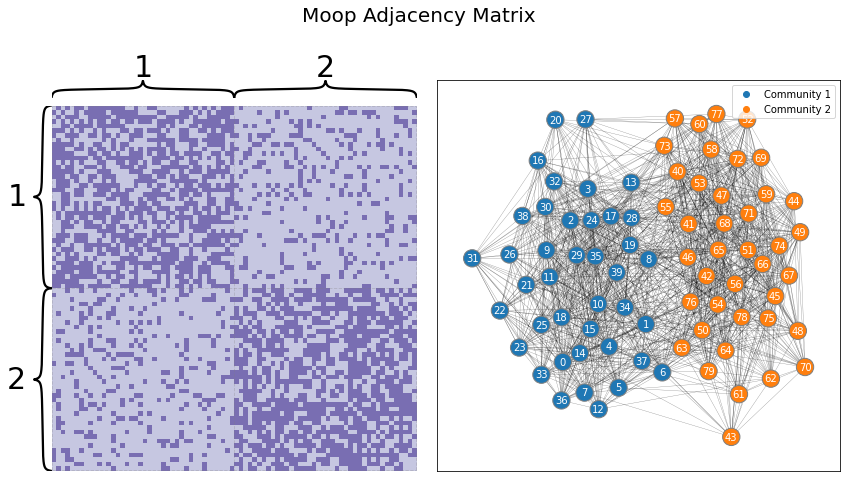 Moop Adjacency Matrix
1 2
1
2
Community 1
Community 2
77
20 27 57 52
60
73 58
16 72 69
40
32 3 13 53
47 59
44
38 30 55
2 24 17 28 71
41 68
49
9 19 65 51 74
31 26 29 35 8 46
39 42 66
21 11 56 67
10 76 54 45
22 18 34
25 15 1 50 78 75 48
23 14 4 63 64
0 37 70
33 6 79 62
36 7 5 61
12
43